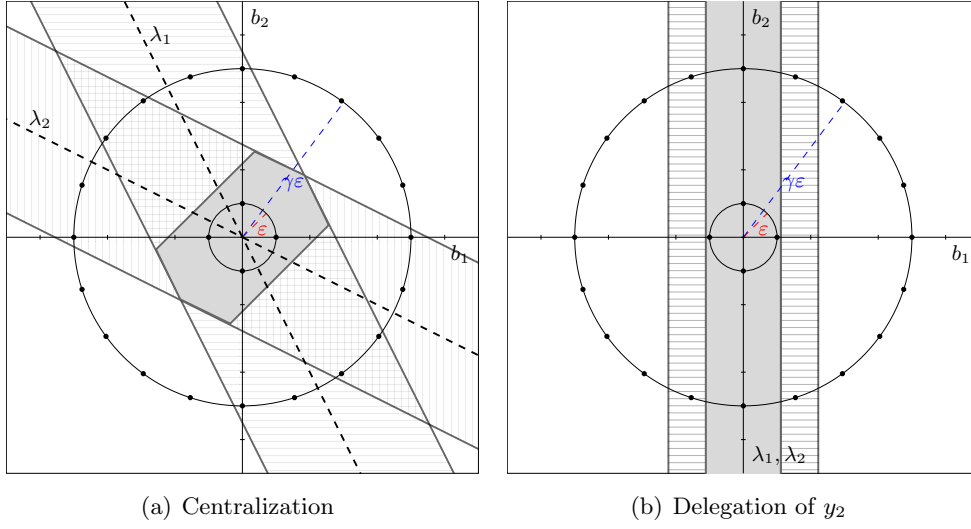 b₂
λ₁
λ₂
γε
ε
b₁
b₂
γε
ε
b₁
λ₁, λ₂
(a) Centralization
(b) Delegation of y₂